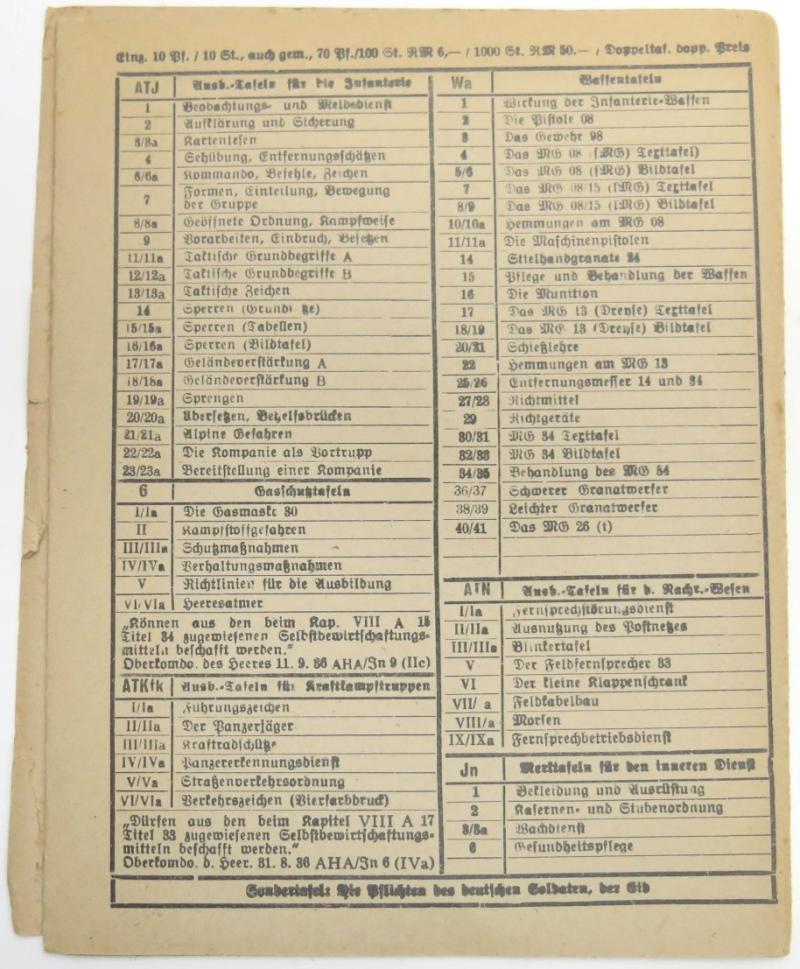 Einz. 10 Pf. / 10 St., auch gem., 70 Pf./100 St. RM 6,— / 1000 St. RM 50,— / Doppeltaf. dopp. Preis
ATJ Ausb.-Tafeln für die Infanterie
1 Beobachtungs- und Meldedienst
2 Aufklärung und Sicherung
3/3a Kartenlesen
4 Sehübung, Entfernungsschätzen
6/6a Kommando, Befehle, Zeichen
7 Formen, Einteilung, Bewegung
der Gruppe
8/8a Geöffnete Ordnung, Kampfweise
9 Vorarbeiten, Einbruch, Besetzen
11/11a Taktische Grundbegriffe A
12/12a Taktische Grundbegriffe B
13/13a Taktische Zeichen
14 Sperren (Grundsätze)
15/15a Sperren (Tabellen)
16/16a Sperren (Bildtafel)
17/17a Geländeverstärkung A
18/18a Geländeverstärkung B
19/19a Sprengen
20/20a Übersetzen, Behelfsbrücken
21/21a Alpine Gefahren
22/22a Die Kompanie als Vortrupp
23/23a Bereitstellung einer Kompanie
6 Gasschutztafeln
I/Ia Die Gasmaske 30
II Kampfstoffgefahren
III/IIIa Schutzmaßnahmen
IV/IVa Verhaltungsmaßnahmen
V Richtlinien für die Ausbildung
VI/VIa Heeresatmer
„Können aus den beim Kap. VIII A 15
Titel 34 zugewiesenen Selbstbewirtschaftungs-
mitteln beschafft werden.“
Oberkomdo. des Heeres 11. 9. 36 AHA/Jn 9 (IIc)
ATKfk Ausb.-Tafeln für Kraftkampftruppen
I/Ia Führungszeichen
II/IIa Der Panzerjäger
III/IIIa Kraftradschütze
IV/IVa Panzererkennungsdienst
V/Va Straßenverkehrsordnung
VI/VIa Verkehrszeichen (Vierfarbdruck)
„Dürfen aus den beim Kapitel VIII A 17
Titel 33 zugewiesenen Selbstbewirtschaftungs-
mitteln beschafft werden.“
Oberkomdo. d. Heer. 31. 8. 36 AHA/Jn 6 (IVa)
Wa Waffentafeln
1 Wirkung der Infanterie-Waffen
2 Die Pistole 08
3 Das Gewehr 98
4 Das MG 08 (sMG) Texttafel)
5/6 Das MG 08 (sMG) Bildtafel
7 Das MG 08/15 (lMG) Texttafel
8/9 Das MG 08/15 (lMG) Bildtafel
10/10a Hemmungen am MG 08
11/11a Die Maschinenpistolen
14 Stielhandgranate 24
15 Pflege und Behandlung der Waffen
16 Die Munition
17 Das MG 13 (Dreyse) Texttafel
18/19 Das MG 13 (Dreyse) Bildtafel
20/21 Schießlehre
22 Hemmungen am MG 13
25/26 Entfernungsmesser 14 und 34
27/28 Richtmittel
29 Richtgeräte
30/31 MG 34 Texttafel
32/33 MG 34 Bildtafel
34/35 Behandlung des MG 34
36/37 Schwerer Granatwerfer
38/39 Leichter Granatwerfer
40/41 Das MG 26 (t)
ATN Ausb.-Tafeln für d. Nachr.-Wesen
I/Ia Fernsprechstörungsdienst
II/IIa Ausnutzung des Postnetzes
III/IIIa Blinkertafel
V Der Feldfernsprecher 33
VI Der kleine Klappenschrank
VII/ a Feldkabelbau
VIII/a Morsen
IX/IXa Fernsprechbetriebsdienst
Jn Merktafeln für den inneren Dienst
1 Bekleidung und Ausrüstung
2 Kasernen- und Stubenordnung
3/3a Wachdienst
6 Gesundheitspflege
Sondertafel: Die Pflichten des deutschen Soldaten, der Eid